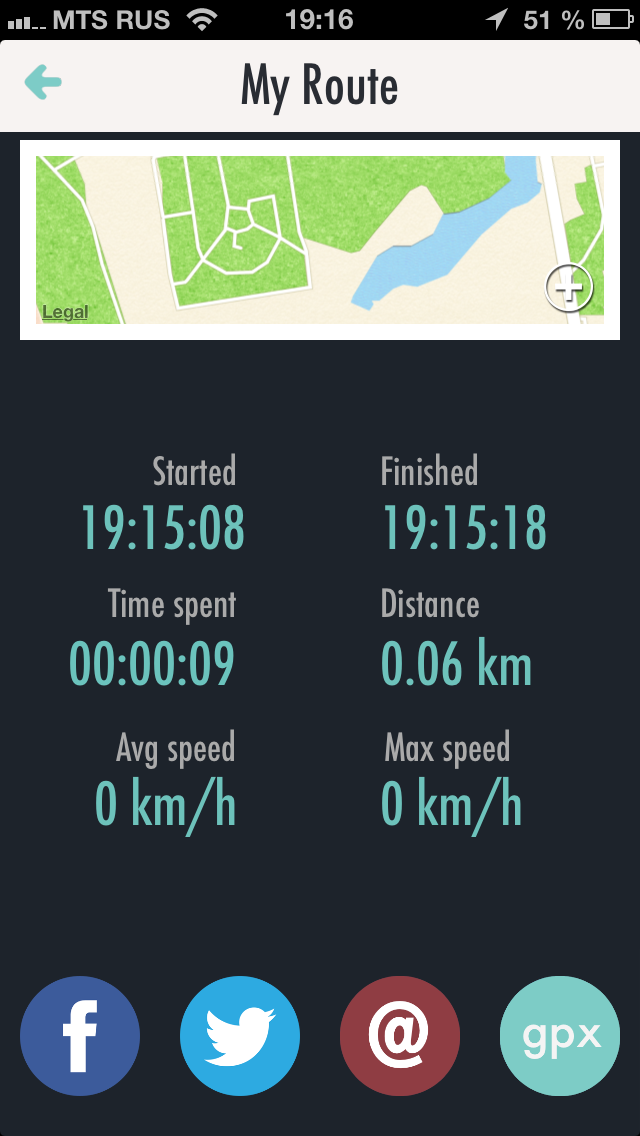 MTS RUS 19:16 51 %
My Route
Legal
Started Finished
19:15:08 19:15:18
Time spent Distance
00:00:09 0.06 km
Avg speed Max speed
0 km/h 0 km/h
f @ gpx